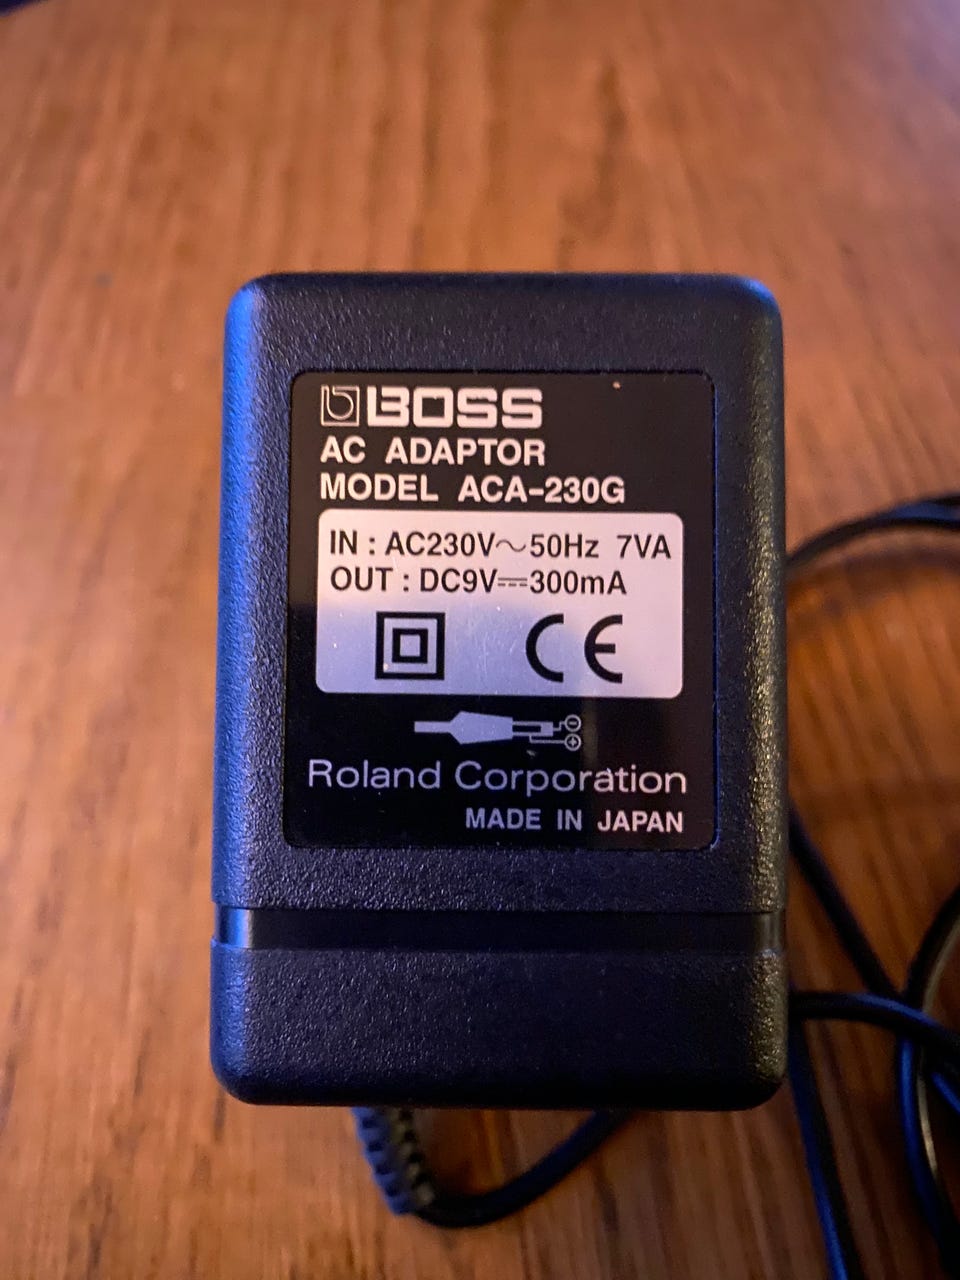 BOSS
AC ADAPTOR
MODEL ACA-230G
IN : AC230V～50Hz 7VA
OUT : DC9V⎓300mA
CE
Roland Corporation
MADE IN JAPAN